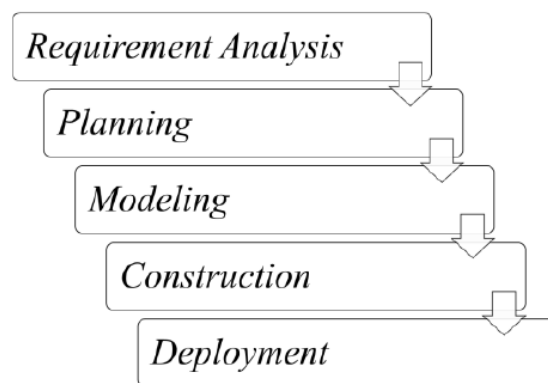 Requirement Analysis
Planning
Modeling
Construction
Deployment